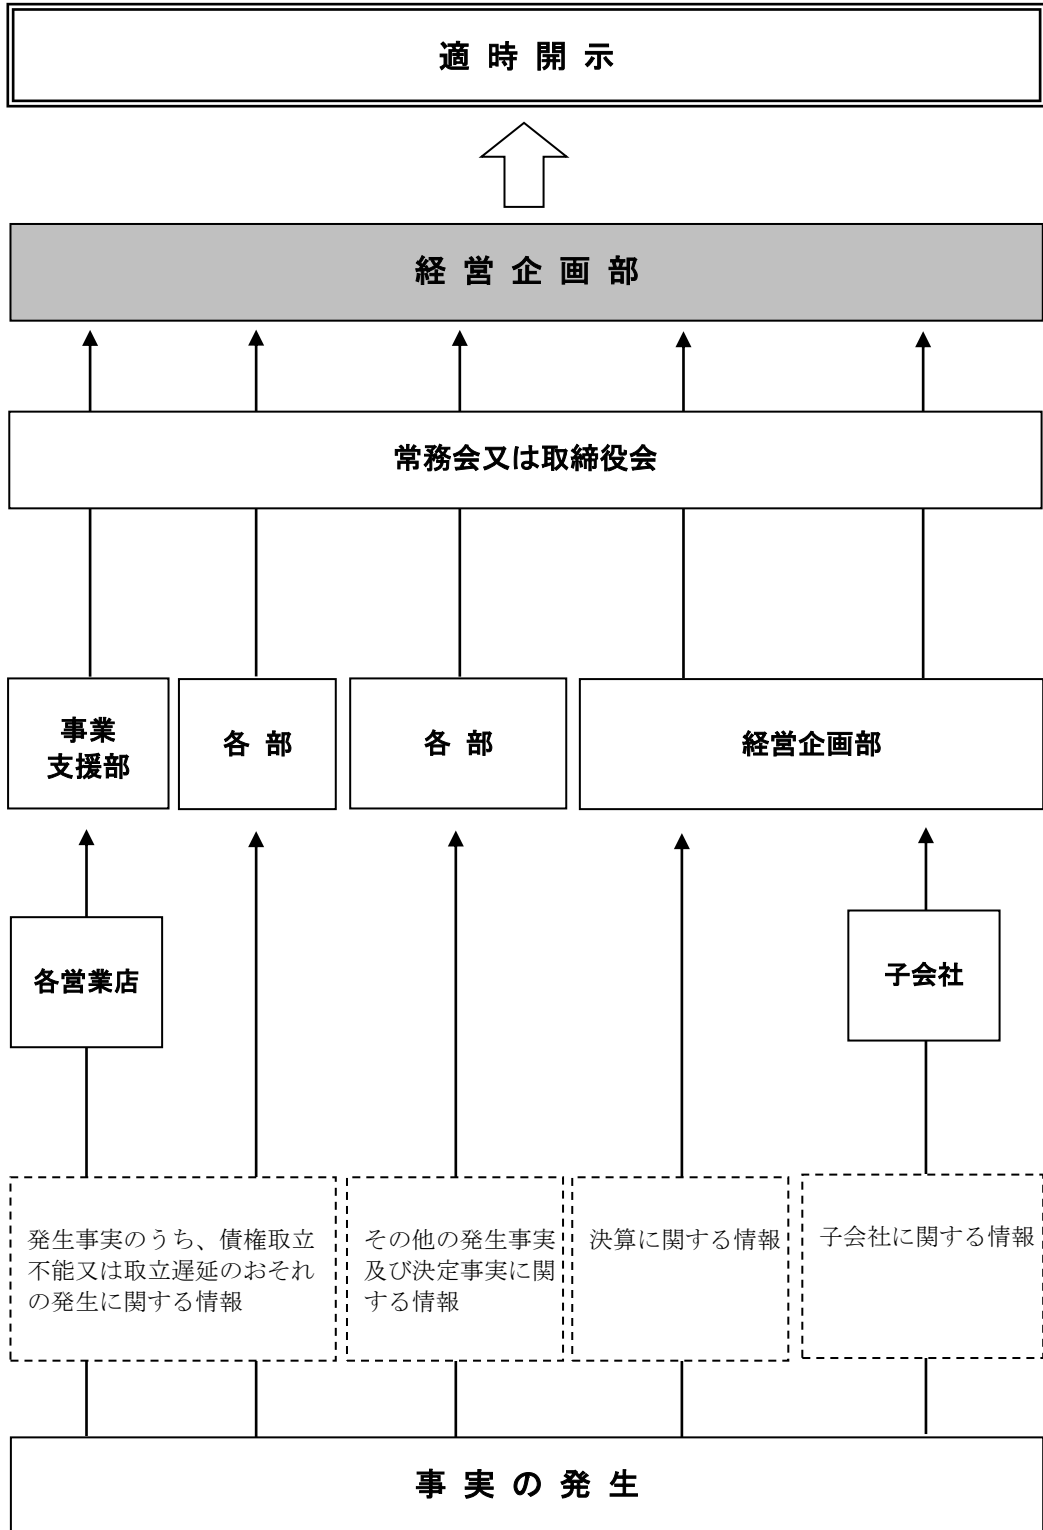 適 時 開 示
経 営 企 画 部
常務会又は取締役会
事業
支援部
各 部
各 部
経営企画部
各営業店
子会社
発生事実のうち、債権取立
不能又は取立遅延のおそれ
の発生に関する情報
その他の発生事実
及び決定事実に関
する情報
決算に関する情報
子会社に関する情報
事 実 の 発 生